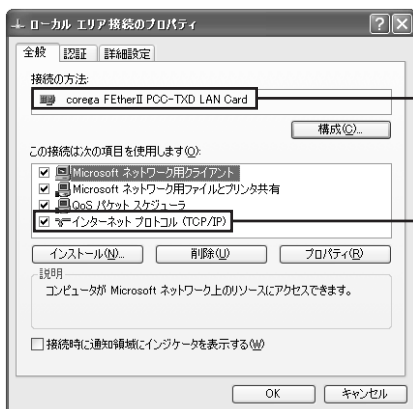 ローカル エリア接続のプロパティ
全般 認証 詳細設定
接続の方法:
corega FEtherII PCC-TXD LAN Card
構成(C)...
この接続は次の項目を使用します(O):
Microsoft ネットワーク用クライアント
Microsoft ネットワーク用ファイルとプリンタ共有
QoS パケット スケジューラ
インターネット プロトコル (TCP/IP)
インストール(N)... 削除(U) プロパティ(R)
説明
コンピュータが Microsoft ネットワーク上のリソースにアクセスできます。
接続時に通知領域にインジケータを表示する(W)
OK キャンセル